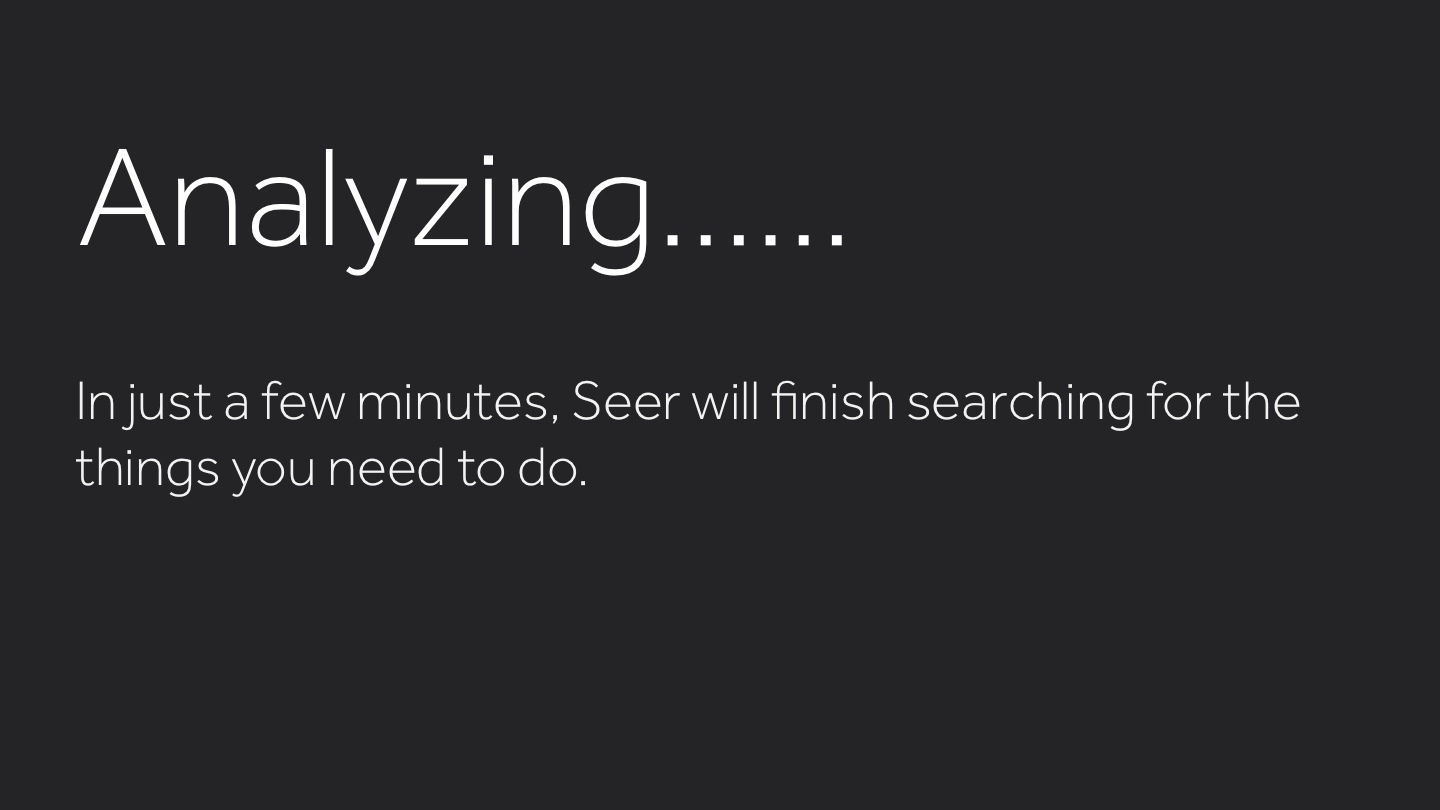 Analyzing......
In just a few minutes, Seer will finish searching for the
things you need to do.